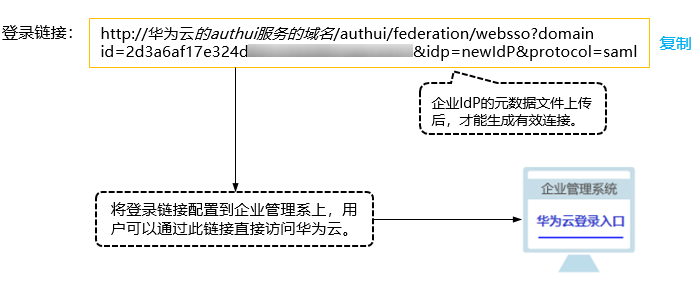 登录链接：
http://华为云的authui服务的域名/authui/federation/websso?domain
id=2d3a6af17e324d &idp=newIdP&protocol=saml
复制
企业IdP的元数据文件上传
后，才能生成有效连接。
将登录链接配置到企业管理系上，用
户可以通过此链接直接访问华为云。
企业管理系统
华为云登录入口